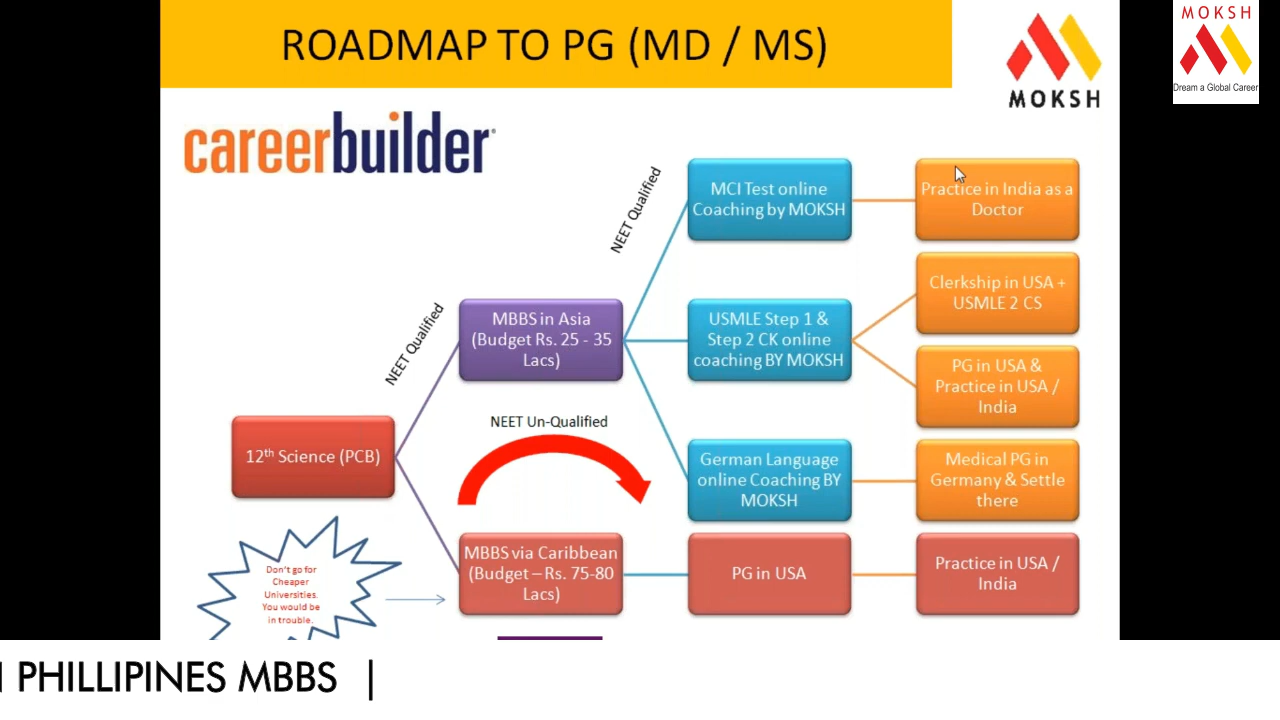 ROADMAP TO PG (MD / MS)
MOKSH
MOKSH
Dream a Global Career
careerbuilder
NEET Qualified
MCI Test online
Coaching by MOKSH
Practice in India as a
Doctor
Clerkship in USA +
USMLE 2 CS
NEET Qualified
MBBS in Asia
(Budget Rs. 25 - 35
Lacs)
USMLE Step 1 &
Step 2 CK online
coaching BY MOKSH
PG in USA &
Practice in USA /
India
NEET Un-Qualified
12th Science (PCB)
German Language
online Coaching BY
MOKSH
Medical PG in
Germany & Settle
there
MBBS via Caribbean
(Budget – Rs. 75-80
Lacs)
PG in USA
Practice in USA /
India
Don't go for
Cheaper
Universities.
You would be
in trouble.
PHILLIPINES MBBS |